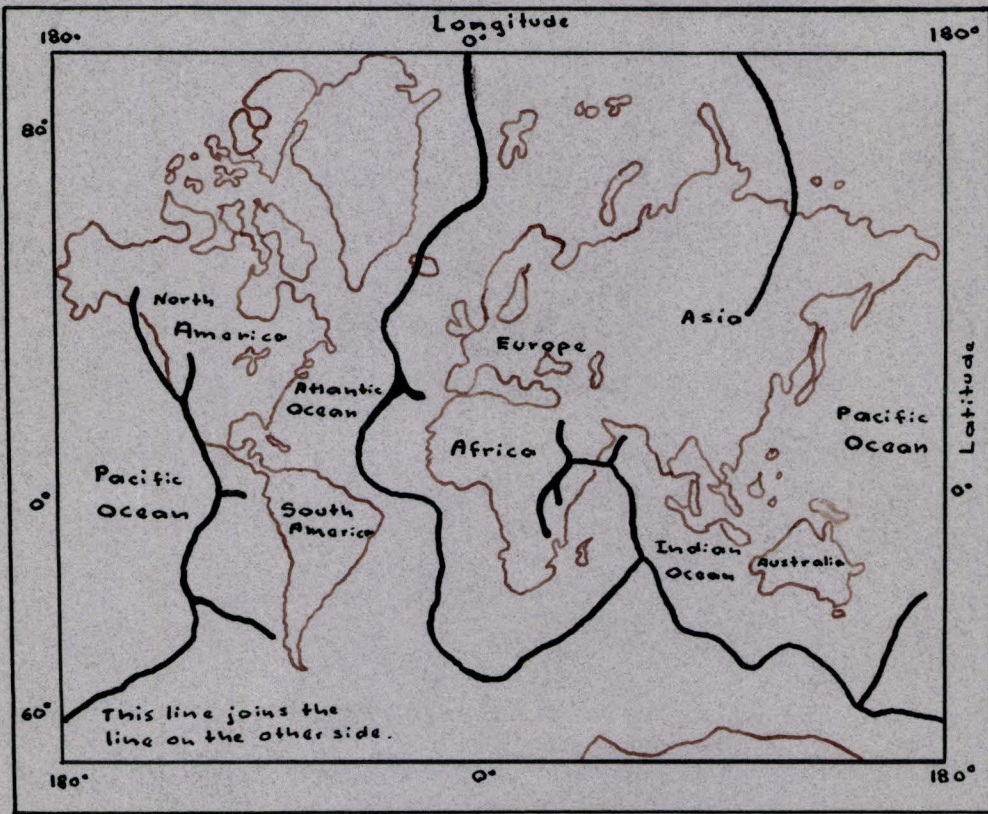 Longitude
180°
0°
180°
80°
North
America
Atlantic
Ocean
Europe
Asia
Pacific
Ocean
Latitude
Africa
Pacific
Ocean
0°
South
America
Indian
Ocean
Australia
0°
60°
This line joins the
line on the other side.
180°
0°
180°